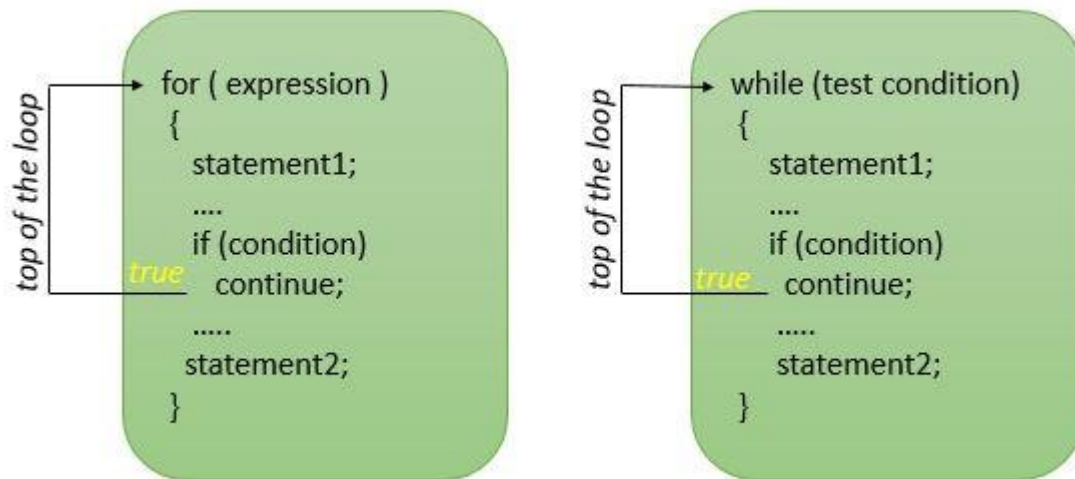 top of the loop
for ( expression )
{
statement1;
....
if (condition)
true
continue;
.....
statement2;
}
top of the loop
while (test condition)
{
statement1;
....
if (condition)
true
continue;
.....
statement2;
}